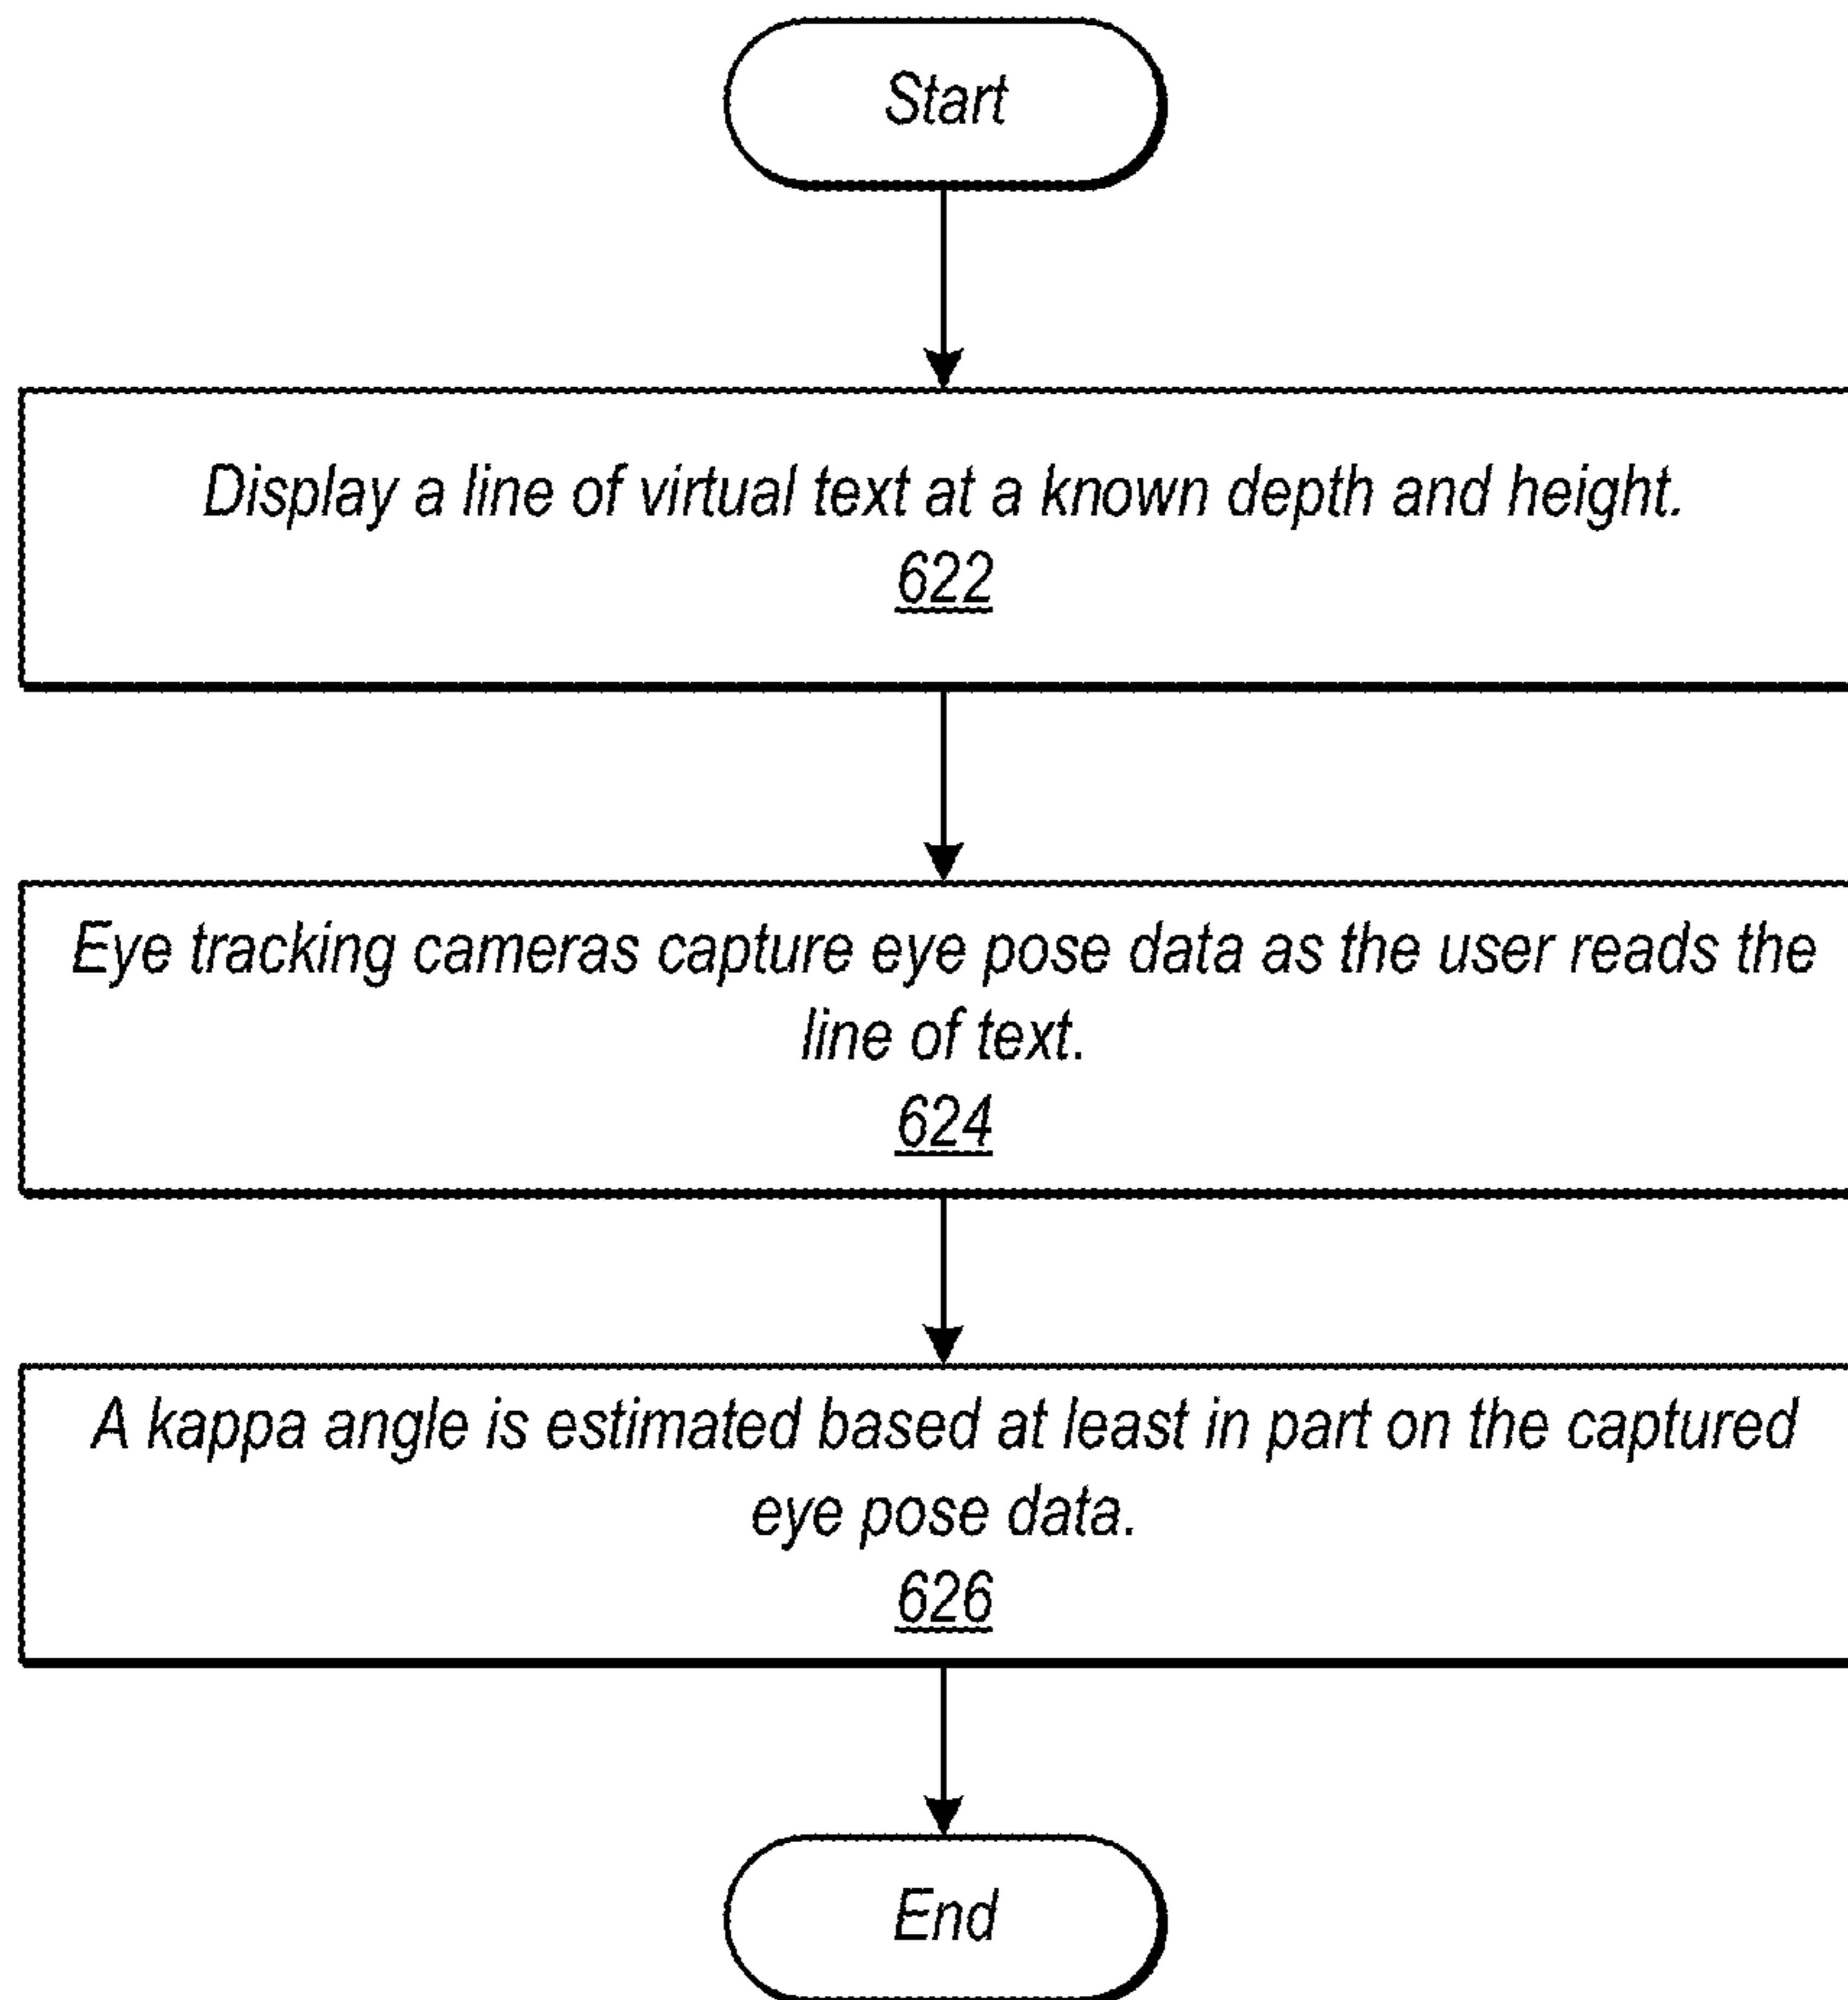 Start
Display a line of virtual text at a known depth and height.
622
Eye tracking cameras capture eye pose data as the user reads the
line of text.
624
A kappa angle is estimated based at least in part on the captured
eye pose data.
626
End